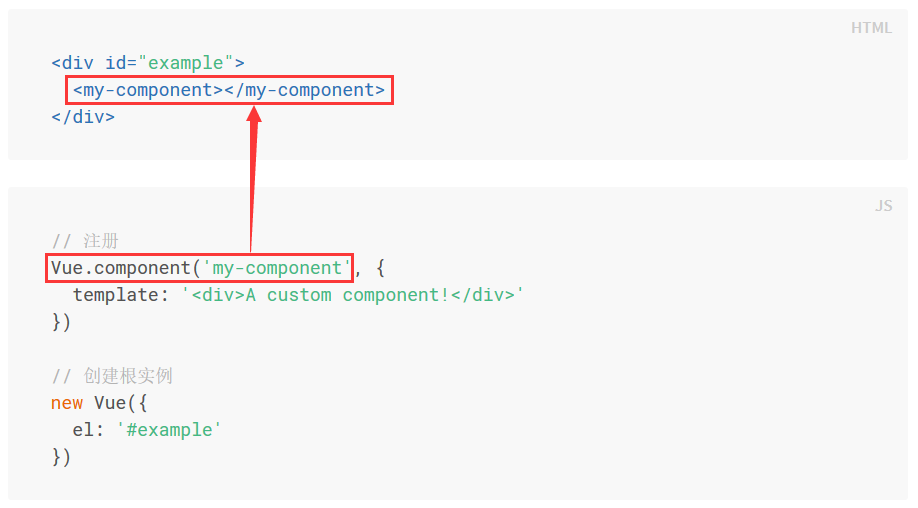 HTML
<div id="example">
  <my-component></my-component>
</div>
JS
// 注册
Vue.component('my-component', {
  template: '<div>A custom component!</div>'
})
// 创建根实例
new Vue({
  el: '#example'
})